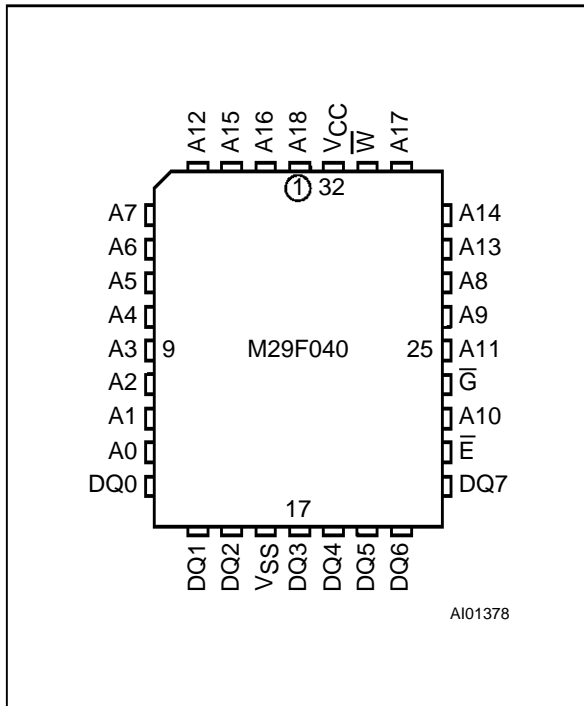 A12 A15 A16 A18 VCC W̅ A17
1 32
A7 A14
A6 A13
A5 A8
A4 A9
A3 9 M29F040 25 A11
A2 G̅
A1 A10
A0 E̅
DQ0 DQ7
17
DQ1 DQ2 VSS DQ3 DQ4 DQ5 DQ6
AI01378